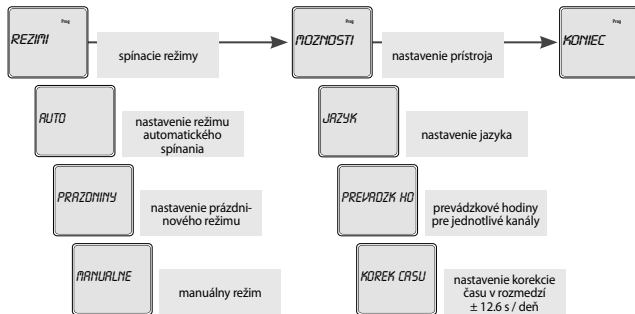 Prog
REZIMI
spínacie režimy
Prog
MOZNOSTI
nastavenie prístroja
Prog
KONIEC
AUTO
nastavenie režimu
automatického
spínania
JAZYK
nastavenie jazyka
PRAZDNINY
nastavenie prázdni-
nového režimu
PREVADZK HO
prevádzkové hodiny
pre jednotlivé kanály
MANUALNE
manuálny režim
KOREK CASU
nastavenie korekcie
času v rozmedzí
± 12.6 s / deň